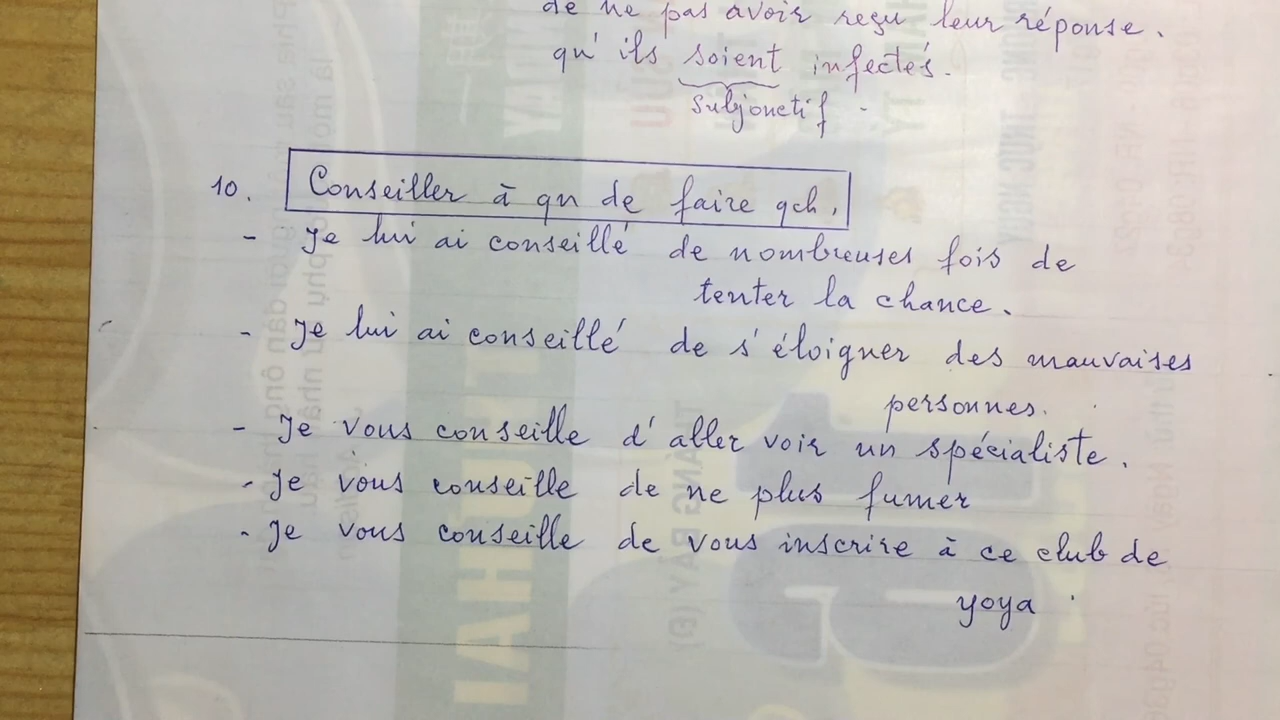 de ne pas avoir reçu leur réponse.
qu'ils soient infectés.
Subjonctif
10. Conseiller à qn de faire qch.
- Je lui ai conseillé de nombreuses fois de
tenter la chance.
- Je lui ai conseillé de s'éloigner des mauvaises
personnes.
- Je vous conseille d'aller voir un spécialiste.
- Je vous conseille de ne plus fumer
- Je vous conseille de vous inscrire à ce club de
yoya